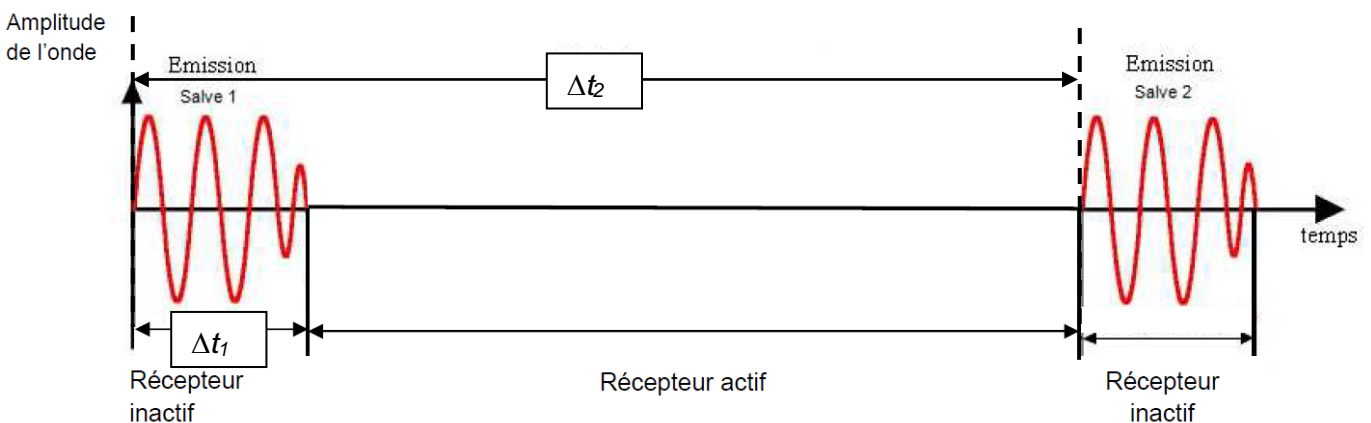 Amplitude
de l'onde
Emission
Salve 1
Δt2
Emission
Salve 2
temps
Δt1
Récepteur
inactif
Récepteur actif
Récepteur
inactif